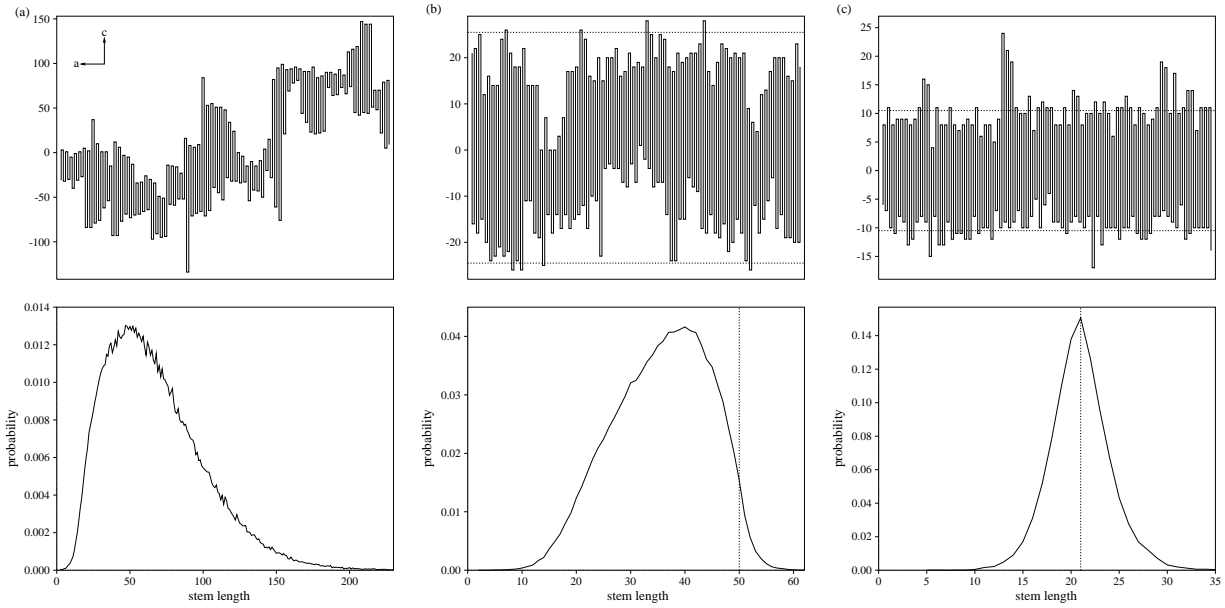 (a)
150
100
50
0
-50
-100
c
a
(b)
20
10
0
-10
-20
(c)
25
20
15
10
5
0
-5
-10
-15
0.014
0.012
0.010
0.008
0.006
0.004
0.002
0.000
probability
0 50 100 150 200
stem length
0.04
0.03
0.02
0.01
0.00
probability
0 10 20 30 40 50 60
stem length
0.14
0.12
0.10
0.08
0.06
0.04
0.02
0.00
probability
0 5 10 15 21 25 30 35
stem length